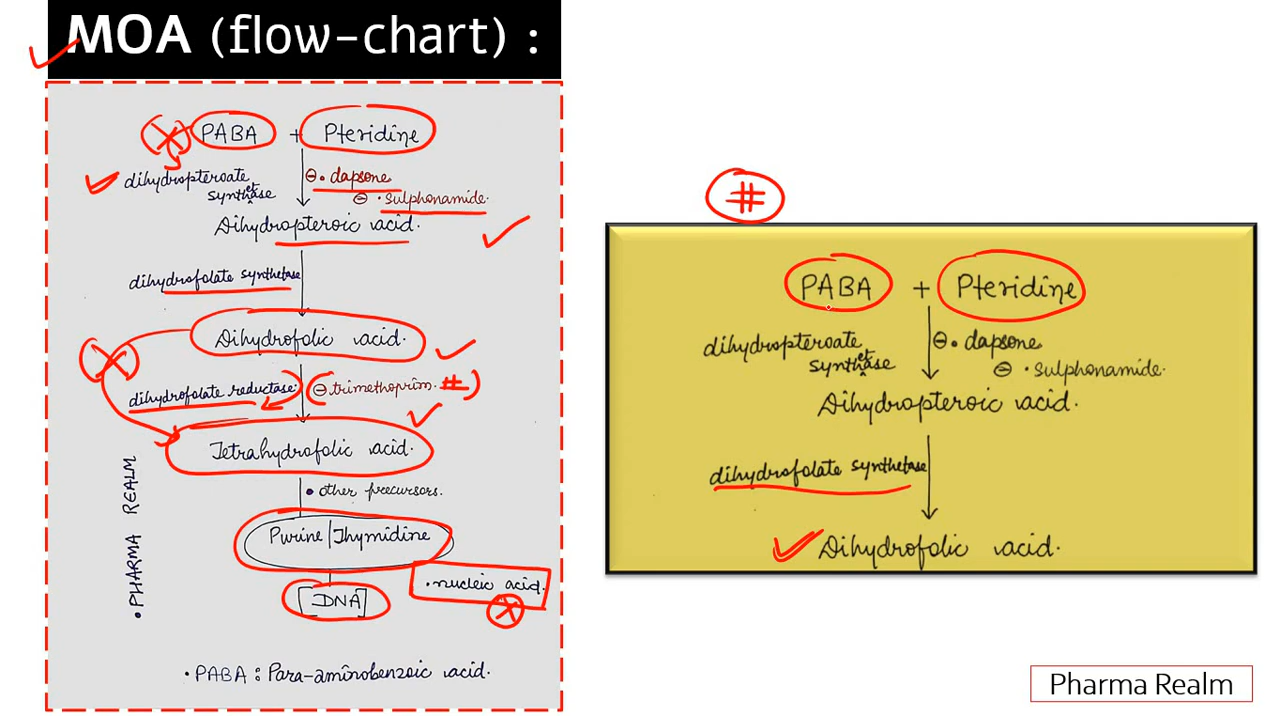 MOA (flow-chart) :
PABA + Pteridine
dihydropteroate
synthase
et
⊖ • dapsone
⊖ • sulphonamide.
Dihydropteroic acid.
dihydrofolate synthetase
Dihydrofolic acid.
dihydrofolate reductase.
(⊖ trimethoprim. #)
Tetrahydrofolic acid.
• other precursors.
Purine/Thymidine
[DNA]
• nucleic acid.
• PHARMA REALM
• PABA : Para-aminobenzoic acid.
#
PABA + Pteridine
dihydropteroate
synthase
et
⊖ • dapsone
⊖ • sulphonamide.
Dihydropteroic acid.
dihydrofolate synthetase
Dihydrofolic acid.
Pharma Realm